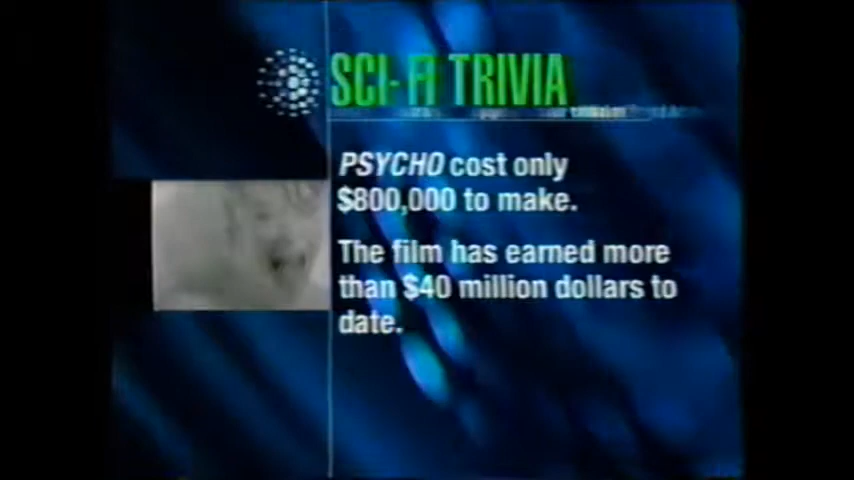 SCI-FI TRIVIA
PSYCHO cost only
$800,000 to make.
The film has earned more
than $40 million dollars to
date.